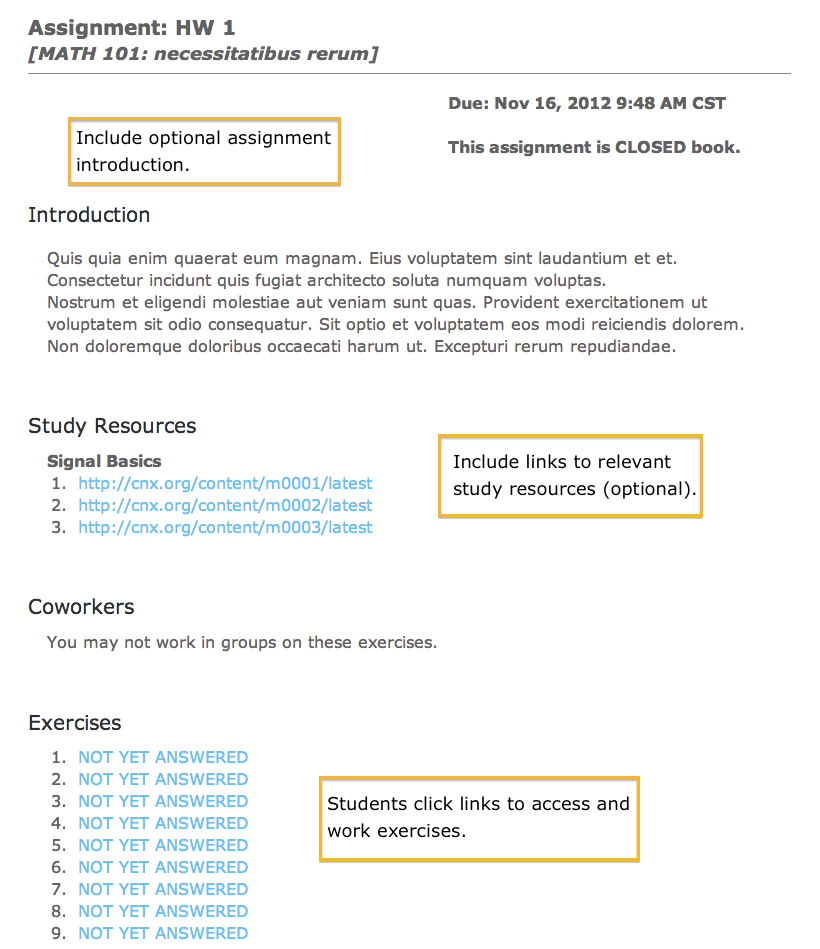 Assignment: HW 1
[MATH 101: necessitatibus rerum]
Due: Nov 16, 2012 9:48 AM CST
Include optional assignment
introduction.
This assignment is CLOSED book.
Introduction
Quis quia enim quaerat eum magnam. Eius voluptatem sint laudantium et et.
Consectetur incidunt quis fugiat architecto soluta numquam voluptas.
Nostrum et eligendi molestiae aut veniam sunt quas. Provident exercitationem ut
voluptatem sit odio consequatur. Sit optio et voluptatem eos modi reiciendis dolorem.
Non doloremque doloribus occaecati harum ut. Excepturi rerum repudiandae.
Study Resources
Signal Basics
1. http://cnx.org/content/m0001/latest
2. http://cnx.org/content/m0002/latest
3. http://cnx.org/content/m0003/latest
Include links to relevant
study resources (optional).
Coworkers
You may not work in groups on these exercises.
Exercises
1. NOT YET ANSWERED
2. NOT YET ANSWERED
3. NOT YET ANSWERED
4. NOT YET ANSWERED
5. NOT YET ANSWERED
6. NOT YET ANSWERED
7. NOT YET ANSWERED
8. NOT YET ANSWERED
9. NOT YET ANSWERED
Students click links to access and
work exercises.